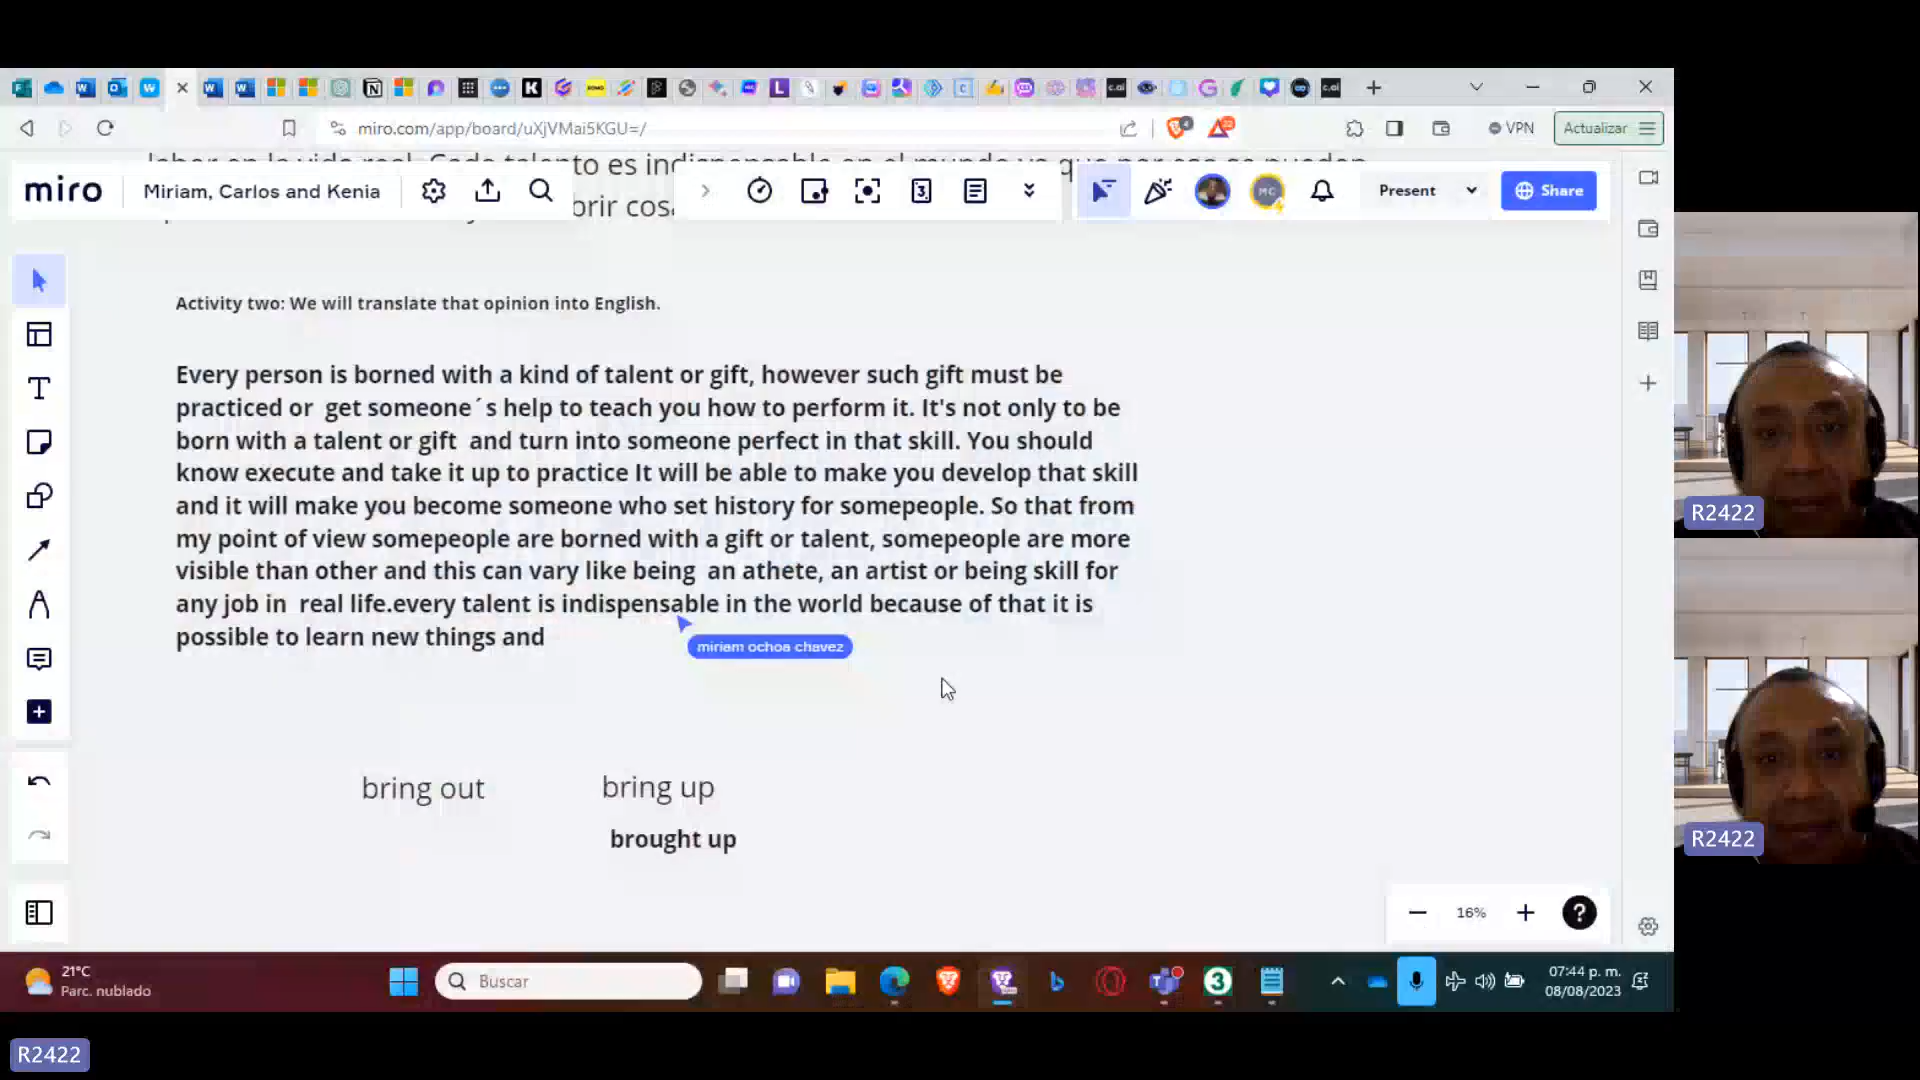 miro.com/app/board/uXjVMai5KGU=/
VPN
Actualizar
miro
Miriam, Carlos and Kenia
to es
brir cos
3
MC
Present
Share
Activity two: We will translate that opinion into English.
Every person is borned with a kind of talent or gift, however such gift must be
practiced or  get someone´s help to teach you how to perform it. It's not only to be
born with a talent or gift  and turn into someone perfect in that skill. You should
know execute and take it up to practice It will be able to make you develop that skill
and it will make you become someone who set history for somepeople. So that from
my point of view somepeople are borned with a gift or talent, somepeople are more
visible than other and this can vary like being  an athete, an artist or being skill for
any job in  real life.every talent is indispensable in the world because of that it is
possible to learn new things and
miriam ochoa chavez
bring out
bring up
brought up
16%
?
21°C
Parc. nublado
Buscar
07:44 p. m.
08/08/2023
R2422
R2422
R2422